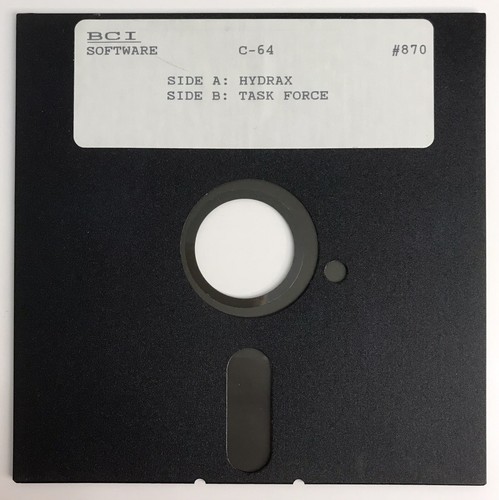 BCI
SOFTWARE C-64 #870
SIDE A: HYDRAX
SIDE B: TASK FORCE